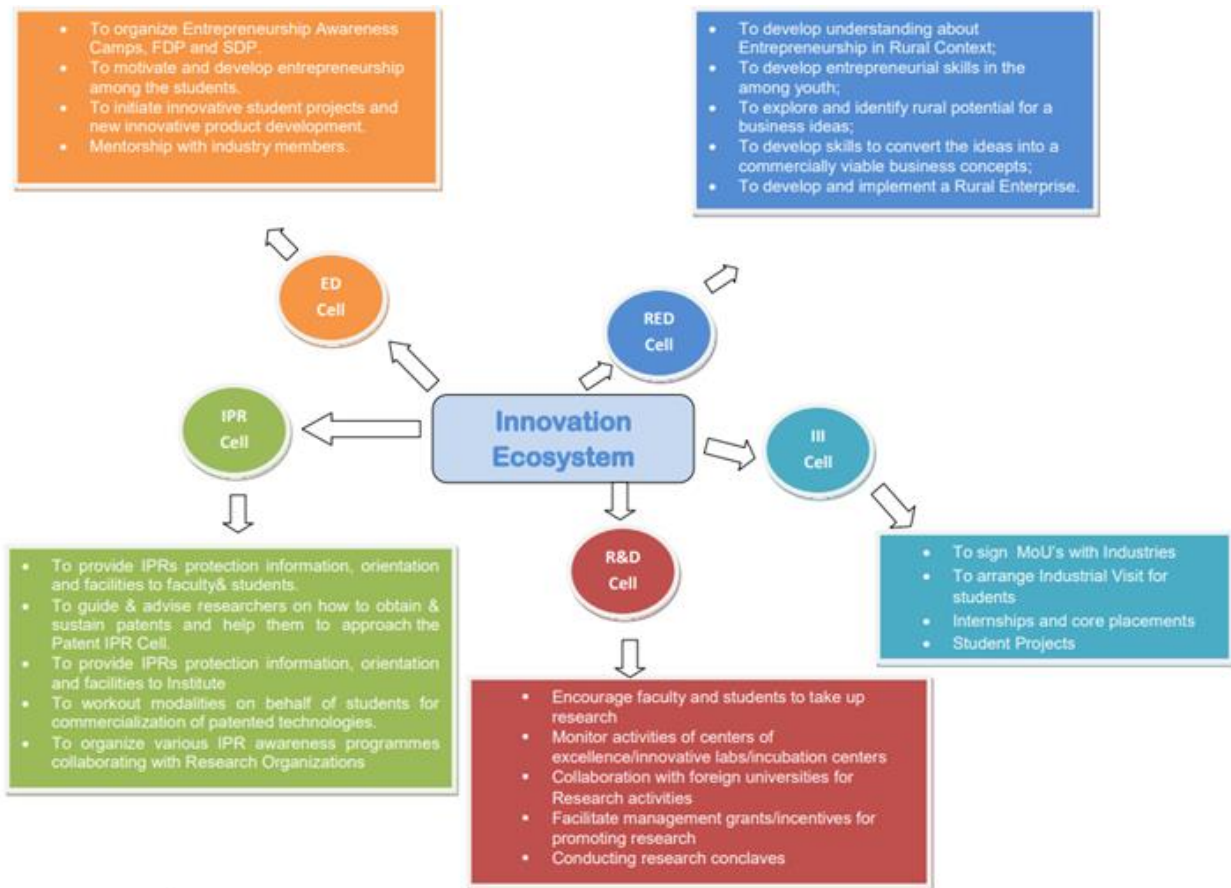 • To organize Entrepreneurship Awareness
Camps, FDP and SDP.
• To motivate and develop entrepreneurship
among the students.
• To initiate innovative student projects and
new innovative product development.
• Mentorship with industry members.
• To develop understanding about
Entrepreneurship in Rural Context;
• To develop entrepreneurial skills in the
among youth;
• To explore and identify rural potential for a
business ideas;
• To develop skills to convert the ideas into a
commercially viable business concepts;
• To develop and implement a Rural Enterprise.
ED
Cell
RED
Cell
IPR
Cell
Innovation
Ecosystem
III
Cell
R&D
Cell
• To provide IPRs protection information, orientation
and facilities to faculty& students.
• To guide & advise researchers on how to obtain &
sustain patents and help them to approach the
Patent IPR Cell.
• To provide IPRs protection information, orientation
and facilities to Institute
• To workout modalities on behalf of students for
commercialization of patented technologies.
• To organize various IPR awareness programmes
collaborating with Research Organizations
• To sign MoU's with Industries
• To arrange Industrial Visit for
students
• Internships and core placements
• Student Projects
• Encourage faculty and students to take up
research
• Monitor activities of centers of
excellence/innovative labs/incubation centers
• Collaboration with foreign universities for
Research activities
• Facilitate management grants/incentives for
promoting research
• Conducting research conclaves